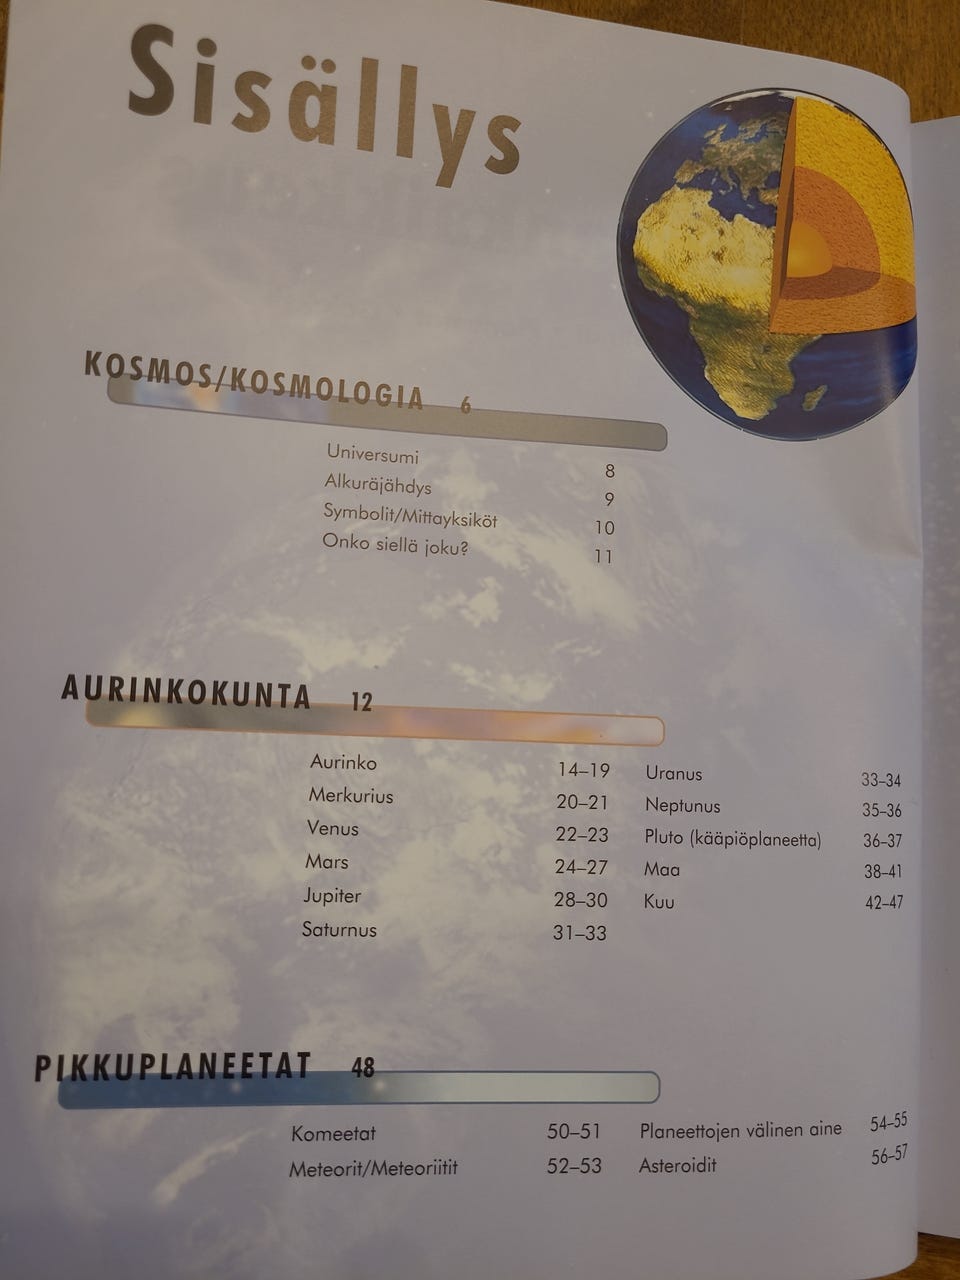 Sisällys
KOSMOS/KOSMOLOGIA 6
Universumi 8
Alkuräjähdys 9
Symbolit/Mittayksiköt 10
Onko siellä joku? 11
AURINKOKUNTA 12
Aurinko 14–19
Merkurius 20–21
Venus 22–23
Mars 24–27
Jupiter 28–30
Saturnus 31–33
Uranus 33–34
Neptunus 35–36
Pluto (kääpiöplaneetta) 36–37
Maa 38–41
Kuu 42–47
PIKKUPLANEETAT 48
Komeetat 50–51
Meteorit/Meteoriitit 52–53
Planeettojen välinen aine 54–55
Asteroidit 56–57